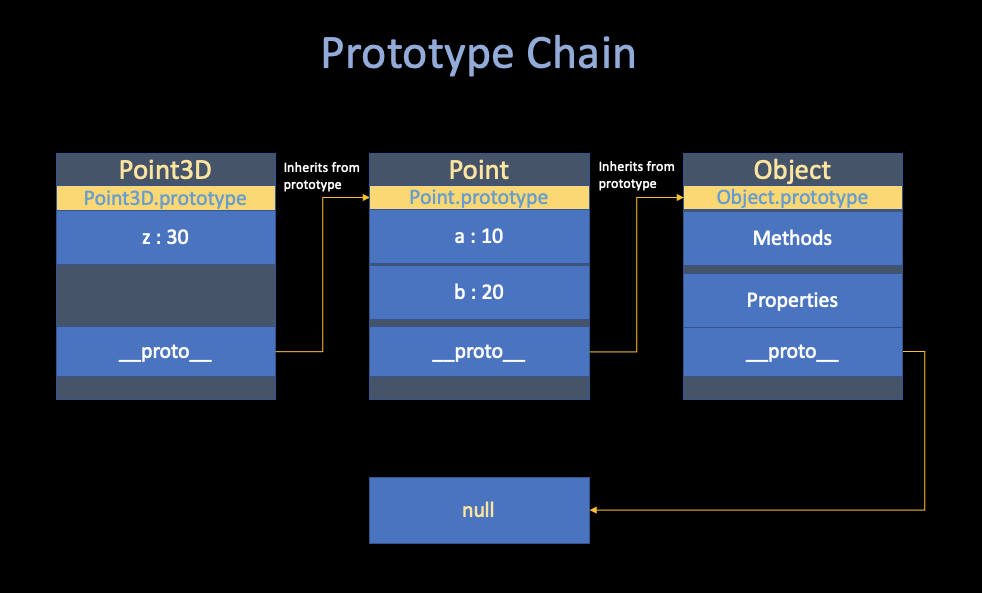 Prototype Chain
Point3D
Point3D.prototype
z : 30
__proto__
Inherits from
prototype
Point
Point.prototype
a : 10
b : 20
__proto__
Inherits from
prototype
Object
Object.prototype
Methods
Properties
__proto__
null